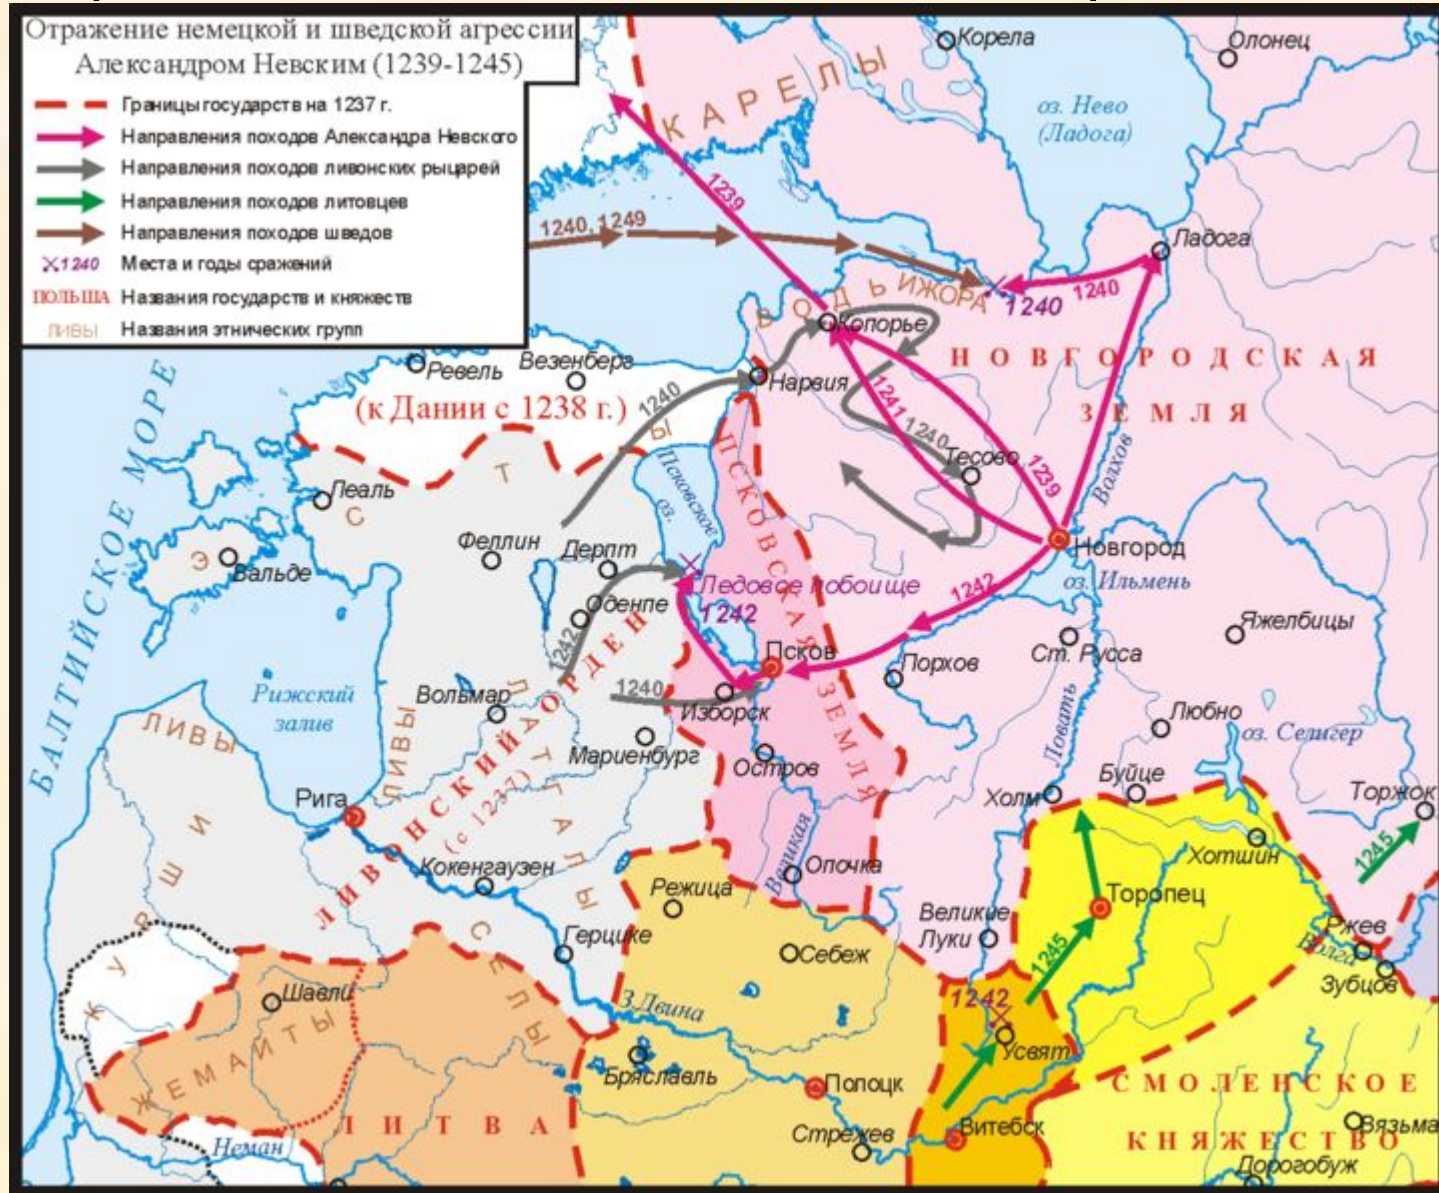 Отражение немецкой и шведской агрессии
Александром Невским (1239-1245)
Границы государств на 1237 г.
Направления походов Александра Невского
Направления походов ливонских рыцарей
Направления походов литовцев
Направления походов шведов
1240 Места и годы сражений
ПОЛЬША Названия государств и княжеств
ЛИВЫ Названия этнических групп
Корела
Олонец
КАРЕЛЫ
оз. Нево
(Ладога)
1239
1240, 1249
Ладога
1240
1240
ВОДЬ
ИЖОРА
Копорье
НОВГОРОДСКАЯ
ЗЕМЛЯ
Ревель
Везенберг
Нарвия
(к Дании с 1238 г.)
1240
1241
1240
1239
Тесово
Волхов
БАЛТИЙСКОЕ МОРЕ
ЭСТЫ
Леаль
Вальде
Феллин
Дерпт
Оденпе
Псковское
оз.
ПСКОВСКАЯ ЗЕМЛЯ
Новгород
оз. Ильмень
Ледовое побоище
1242
1242
1242
1240
Псков
Изборск
Порхов
Ст. Русса
Яжелбицы
Рижский
залив
Вольмар
ЛИВЫ
ЛИВЫ
ЛАТГАЛЫ
Мариенбург
Остров
Ловать
Любно
оз. Селигер
Буйце
Холм
Торжок
Рига
ЛИВОНСКИЙ ОРДЕН
(с 1237)
Кокенгаузен
Великая
Опочка
Хотшин
1245
КУРШИ
СЕЛЫ
Режица
Великие
Луки
Торопец
1245
Ржев
Волга
Зубцов
Герцике
Себеж
Шавли
З.Двина
1242
Усвят
ЖЕМАЙТЫ
Бряславль
Полоцк
СМОЛЕНСКОЕ
КНЯЖЕСТВО
ЛИТВА
Неман
Стрежев
Витебск
Вязьма
Дорогобуж